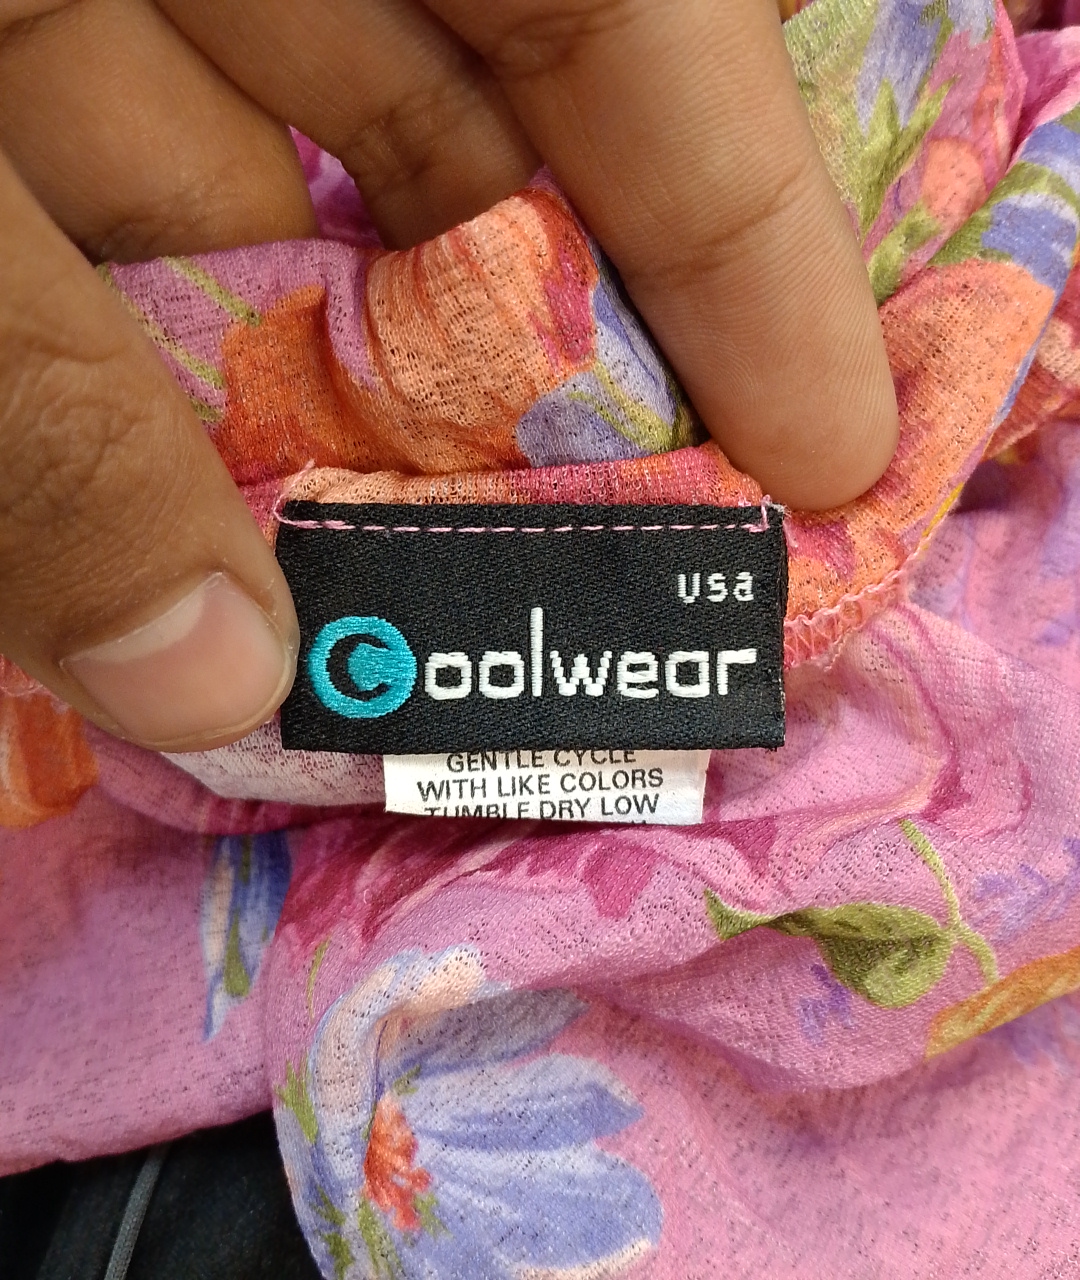 usa
Coolwear
GENTLE CYCLE
WITH LIKE COLORS
TUMBLE DRY LOW